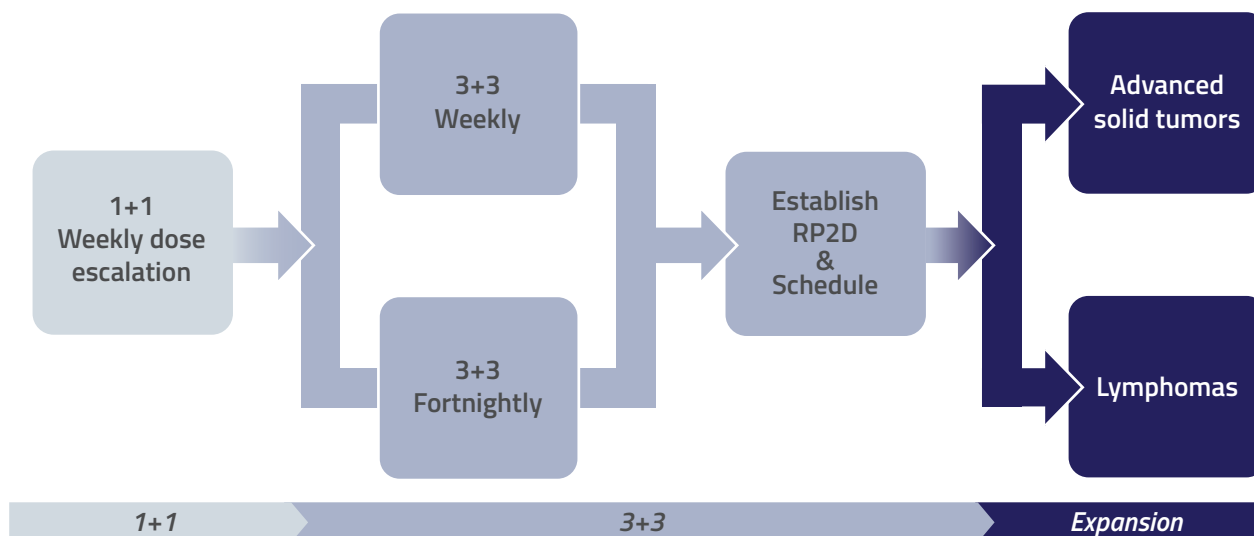 1+1
Weekly dose
escalation
3+3
Weekly
3+3
Fortnightly
Establish
RP2D
&
Schedule
Advanced
solid tumors
Lymphomas
1+1
3+3
Expansion